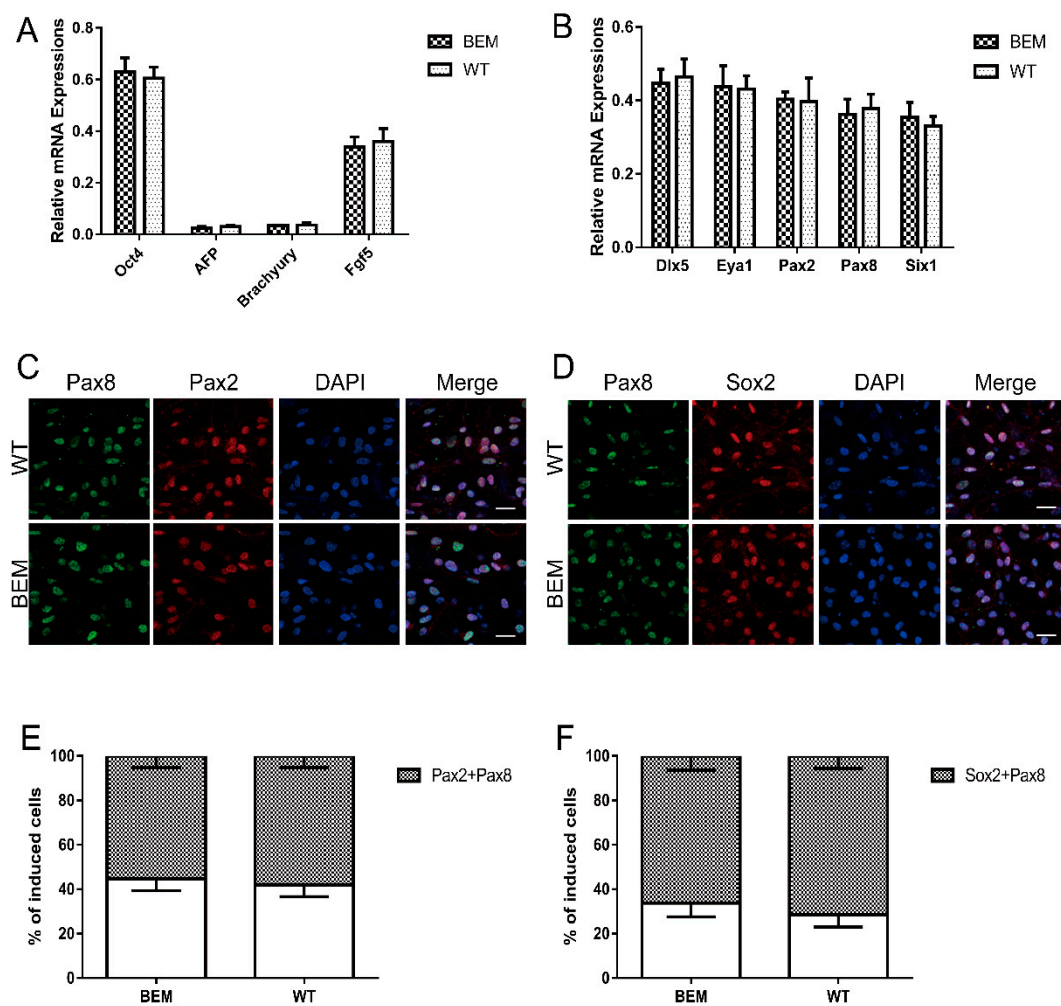 A
Relative mRNA Expressions
0.8
0.6
0.4
0.2
0.0
Oct4
AFP
Brachyury
Fgf5
BEM
WT
B
Relative mRNA Expressions
0.6
0.4
0.2
0.0
Dlx5
Eya1
Pax2
Pax8
Six1
BEM
WT
C
Pax8
Pax2
DAPI
Merge
WT
BEM
D
Pax8
Sox2
DAPI
Merge
WT
BEM
E
% of induced cells
100
80
60
40
20
0
BEM
WT
Pax2+Pax8
F
% of induced cells
100
80
60
40
20
0
BEM
WT
Sox2+Pax8